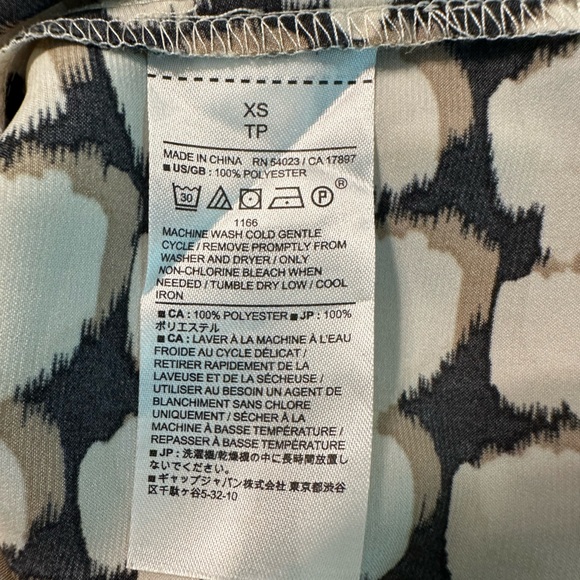 XS
TP
MADE IN CHINA RN 54023 / CA 17897
■ US/GB: 100% POLYESTER
30 P ®
1166
MACHINE WASH COLD GENTLE
CYCLE / REMOVE PROMPTLY FROM
WASHER AND DRYER / ONLY
NON-CHLORINE BLEACH WHEN
NEEDED / TUMBLE DRY LOW / COOL
IRON
■ CA : 100% POLYESTER ■ JP : 100%
ポリエステル
■ CA : LAVER À LA MACHINE À L'EAU
FROIDE AU CYCLE DÉLICAT /
RETIRER RAPIDEMENT DE LA
LAVEUSE ET DE LA SÉCHEUSE /
UTILISER AU BESOIN UN AGENT DE
BLANCHIMENT SANS CHLORE
UNIQUEMENT / SÉCHER À LA
MACHINE À BASSE TEMPÉRATURE /
REPASSER À BASSE TEMPÉRATURE
■ JP : 洗濯機/乾燥機の中に長時間放置し
ないでください。
■ ギャップジャパン株式会社 東京都渋谷
区千駄ヶ谷5-32-10